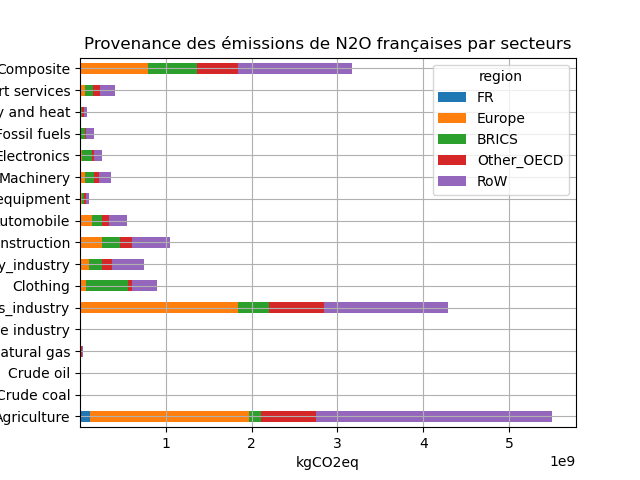 Provenance des émissions de N2O françaises par secteurs
Composite
rt services
y and heat
Fossil fuels
Electronics
Machinery
equipment
utomobile
nstruction
y_industry
Clothing
s_industry
e industry
atural gas
Crude oil
Crude coal
Agriculture
region
FR
Europe
BRICS
Other_OECD
RoW
1 2 3 4 5
kgCO2eq
1e9